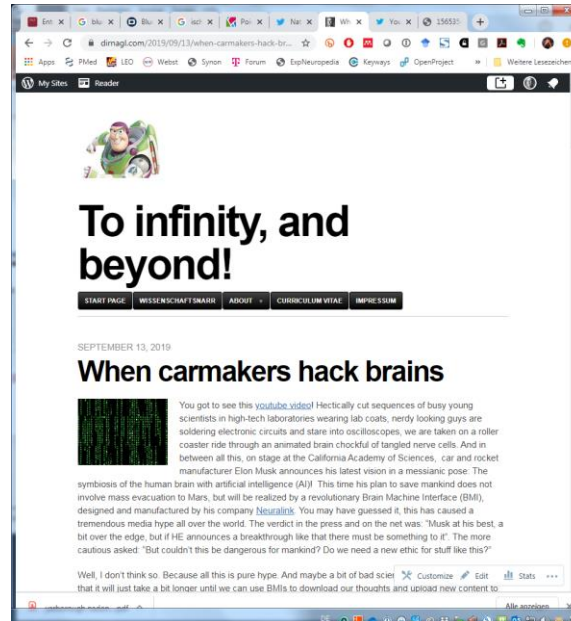 Ent
blu
Blu
isch
Por
Nat
Wh
You
156535
dirnagl.com/2019/09/13/when-carmakers-hack-br...
Apps PMed LEO Webst Synon Forum ExpNeuropedia Keyways OpenProject » Weitere Lesezeichen
My Sites Reader
To infinity, and
beyond!
START PAGE WISSENSCHAFTSNARR ABOUT CURRICULUM VITAE IMPRESSUM
SEPTEMBER 13, 2019
When carmakers hack brains
You got to see this youtube video! Hectically cut sequences of busy young
scientists in high-tech laboratories wearing lab coats, nerdy looking guys are
soldering electronic circuits and stare into oscilloscopes, we are taken on a roller
coaster ride through an animated brain chockful of tangled nerve cells. And in
between all this, on stage at the California Academy of Sciences, car and rocket
manufacturer Elon Musk announces his latest vision in a messianic pose: The
symbiosis of the human brain with artificial intelligence (AI)! This time his plan to save mankind does not
involve mass evacuation to Mars, but will be realized by a revolutionary Brain Machine Interface (BMI),
designed and manufactured by his company Neuralink. You may have guessed it, this has caused a
tremendous media hype all over the world. The verdict in the press and on the net was: "Musk at his best, a
bit over the edge, but if HE announces a breakthrough like that there must be something to it". The more
cautious asked: "But couldn't this be dangerous for mankind? Do we need a new ethic for stuff like this?"
Well, I don't think so. Because all this is pure hype. And maybe a bit of bad scien
Customize Edit Stats
that it will just take a bit longer until we can use BMIs to download our thoughts and upload new content to
Alle anzeigen